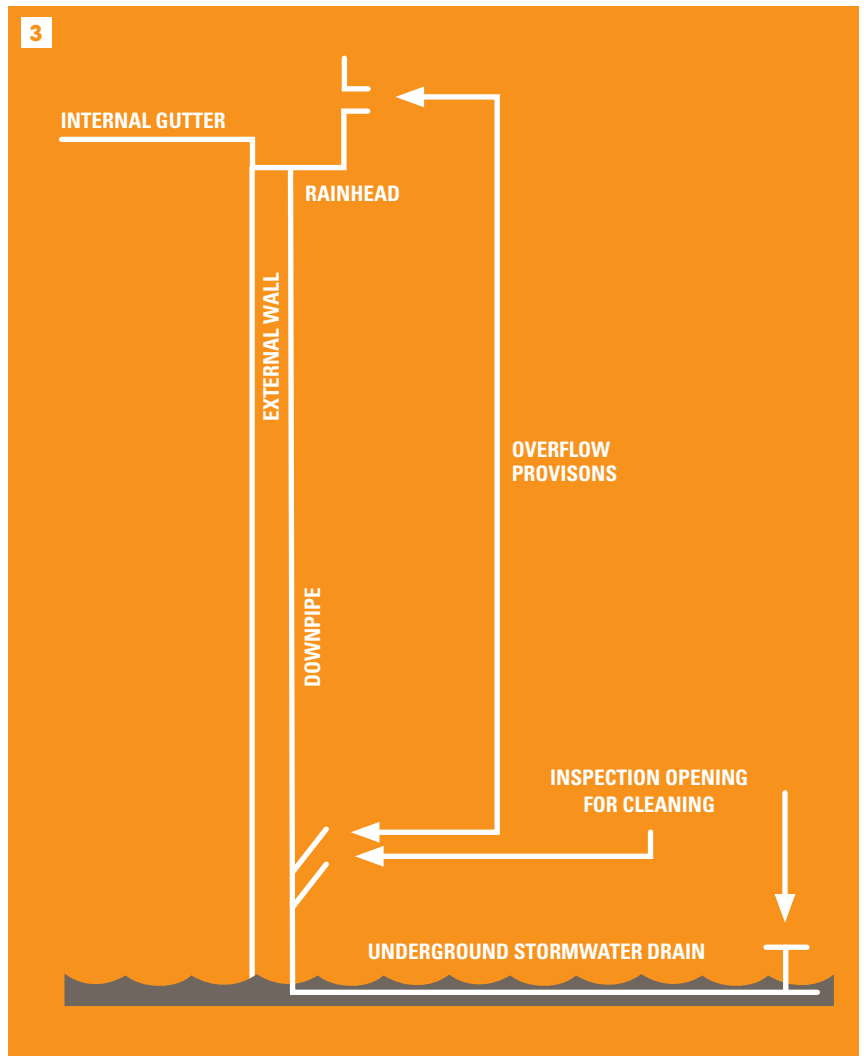 3
INTERNAL GUTTER
RAINHEAD
EXTERNAL WALL
OVERFLOW
PROVISONS
DOWNPIPE
INSPECTION OPENING
FOR CLEANING
UNDERGROUND STORMWATER DRAIN